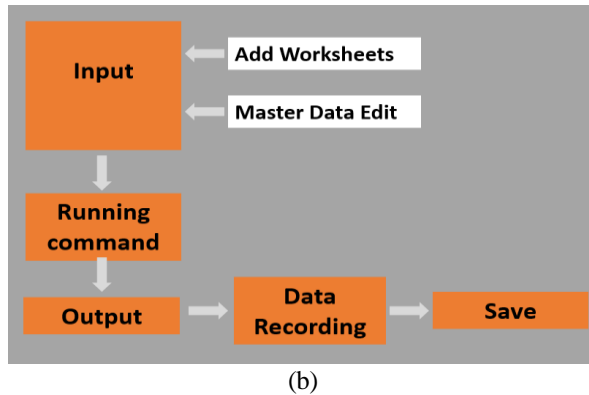 Input
Add Worksheets
Master Data Edit
Running
command
Output
Data
Recording
Save
(b)